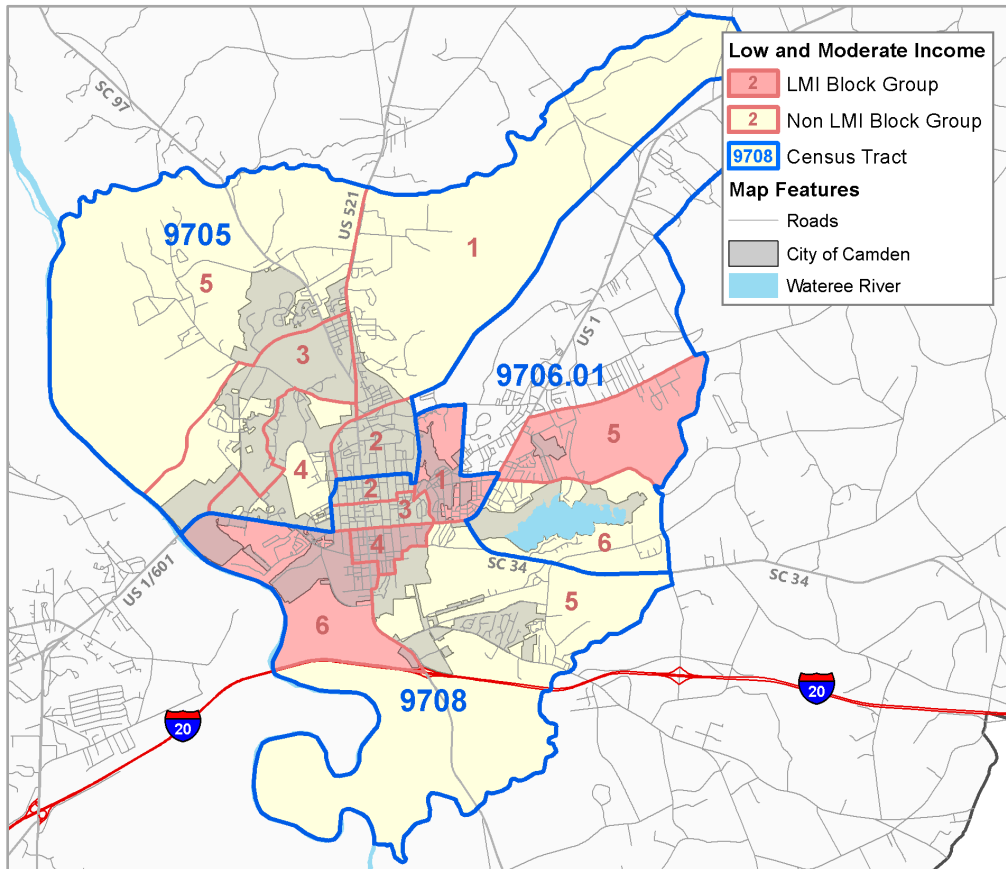 Low and Moderate Income
2 LMI Block Group
2 Non LMI Block Group
9708 Census Tract
Map Features
Roads
City of Camden
Wateree River
SC 97
US 521
9705
1
5
US 1
3
9706.01
5
2
4
1
2
3
4
6
SC 34
SC 34
US 1/601
5
6
20
9708
20